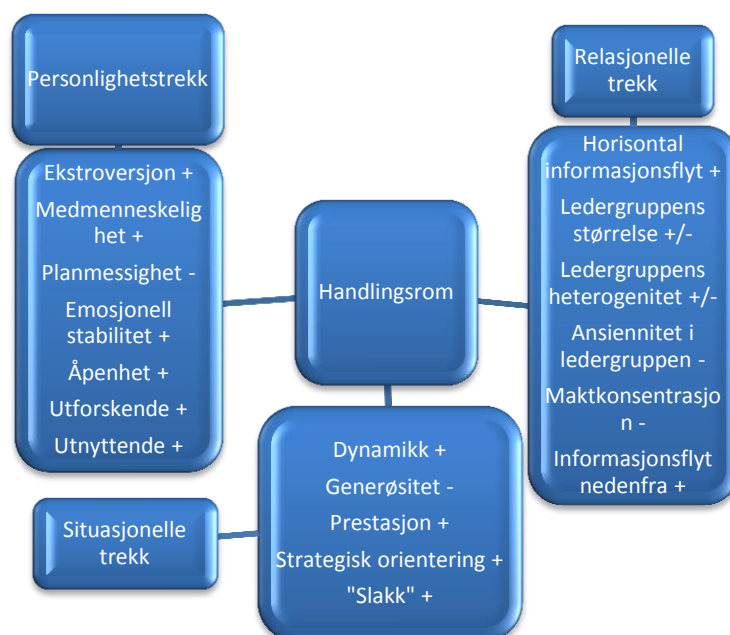 Personlighetstrekk
Ekstroversjon +
Medmenneskelig
het +
Planmessighet -
Emosjonell
stabilitet +
Åpenhet +
Utforskende +
Utnyttende +
Handlingsrom
Relasjonelle
trekk
Horisontal
informasjonsflyt +
Ledergruppens
størrelse +/-
Ledergruppens
heterogenitet +/-
Ansiennitet i
ledergruppen -
Maktkonsentrasjo
n -
Informasjonsflyt
nedenfra +
Situasjonelle
trekk
Dynamikk +
Generøsitet -
Prestasjon +
Strategisk orientering +
"Slakk" +